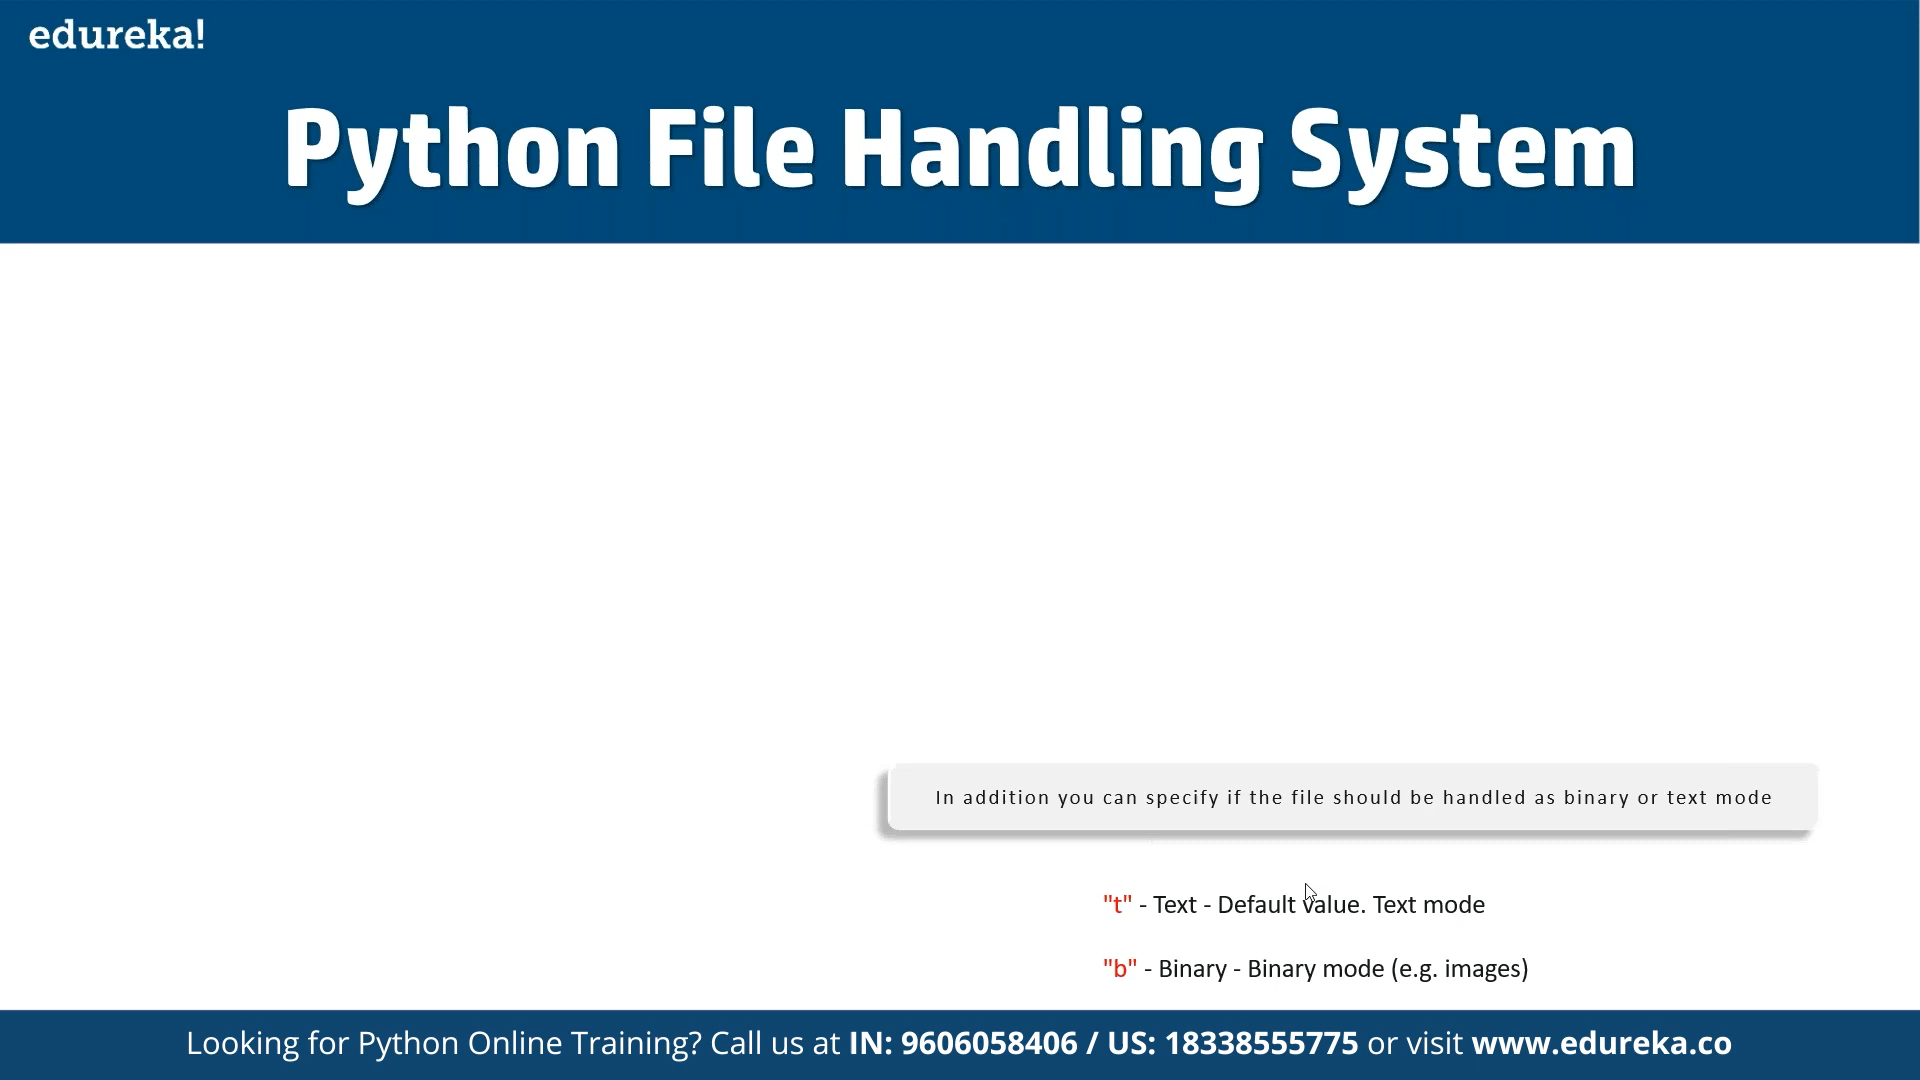 edureka!
Python File Handling System
In addition you can specify if the file should be handled as binary or text mode
"t" - Text - Default value. Text mode
"b" - Binary - Binary mode (e.g. images)
Looking for Python Online Training? Call us at IN: 9606058406 / US: 18338555775 or visit www.edureka.co